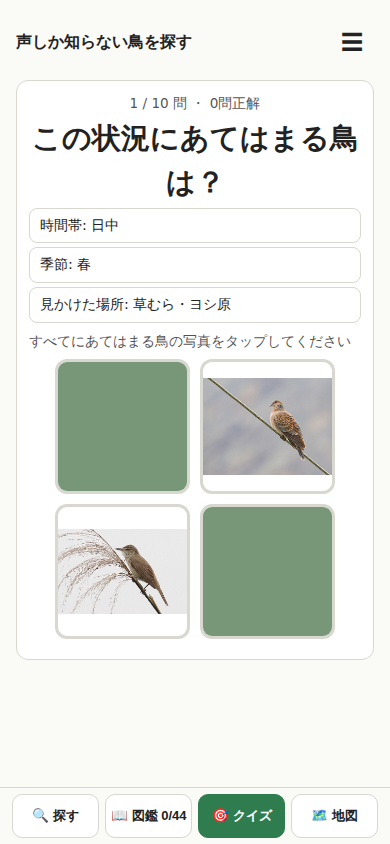 声しか知らない鳥を探す
☰
1 / 10 問 ・ 0問正解
この状況にあてはまる鳥
は？
時間帯: 日中
季節: 春
見かけた場所: 草むら・ヨシ原
すべてにあてはまる鳥の写真をタップしてください
🔍 探す
📖 図鑑 0/44
🎯 クイズ
🗺️ 地図